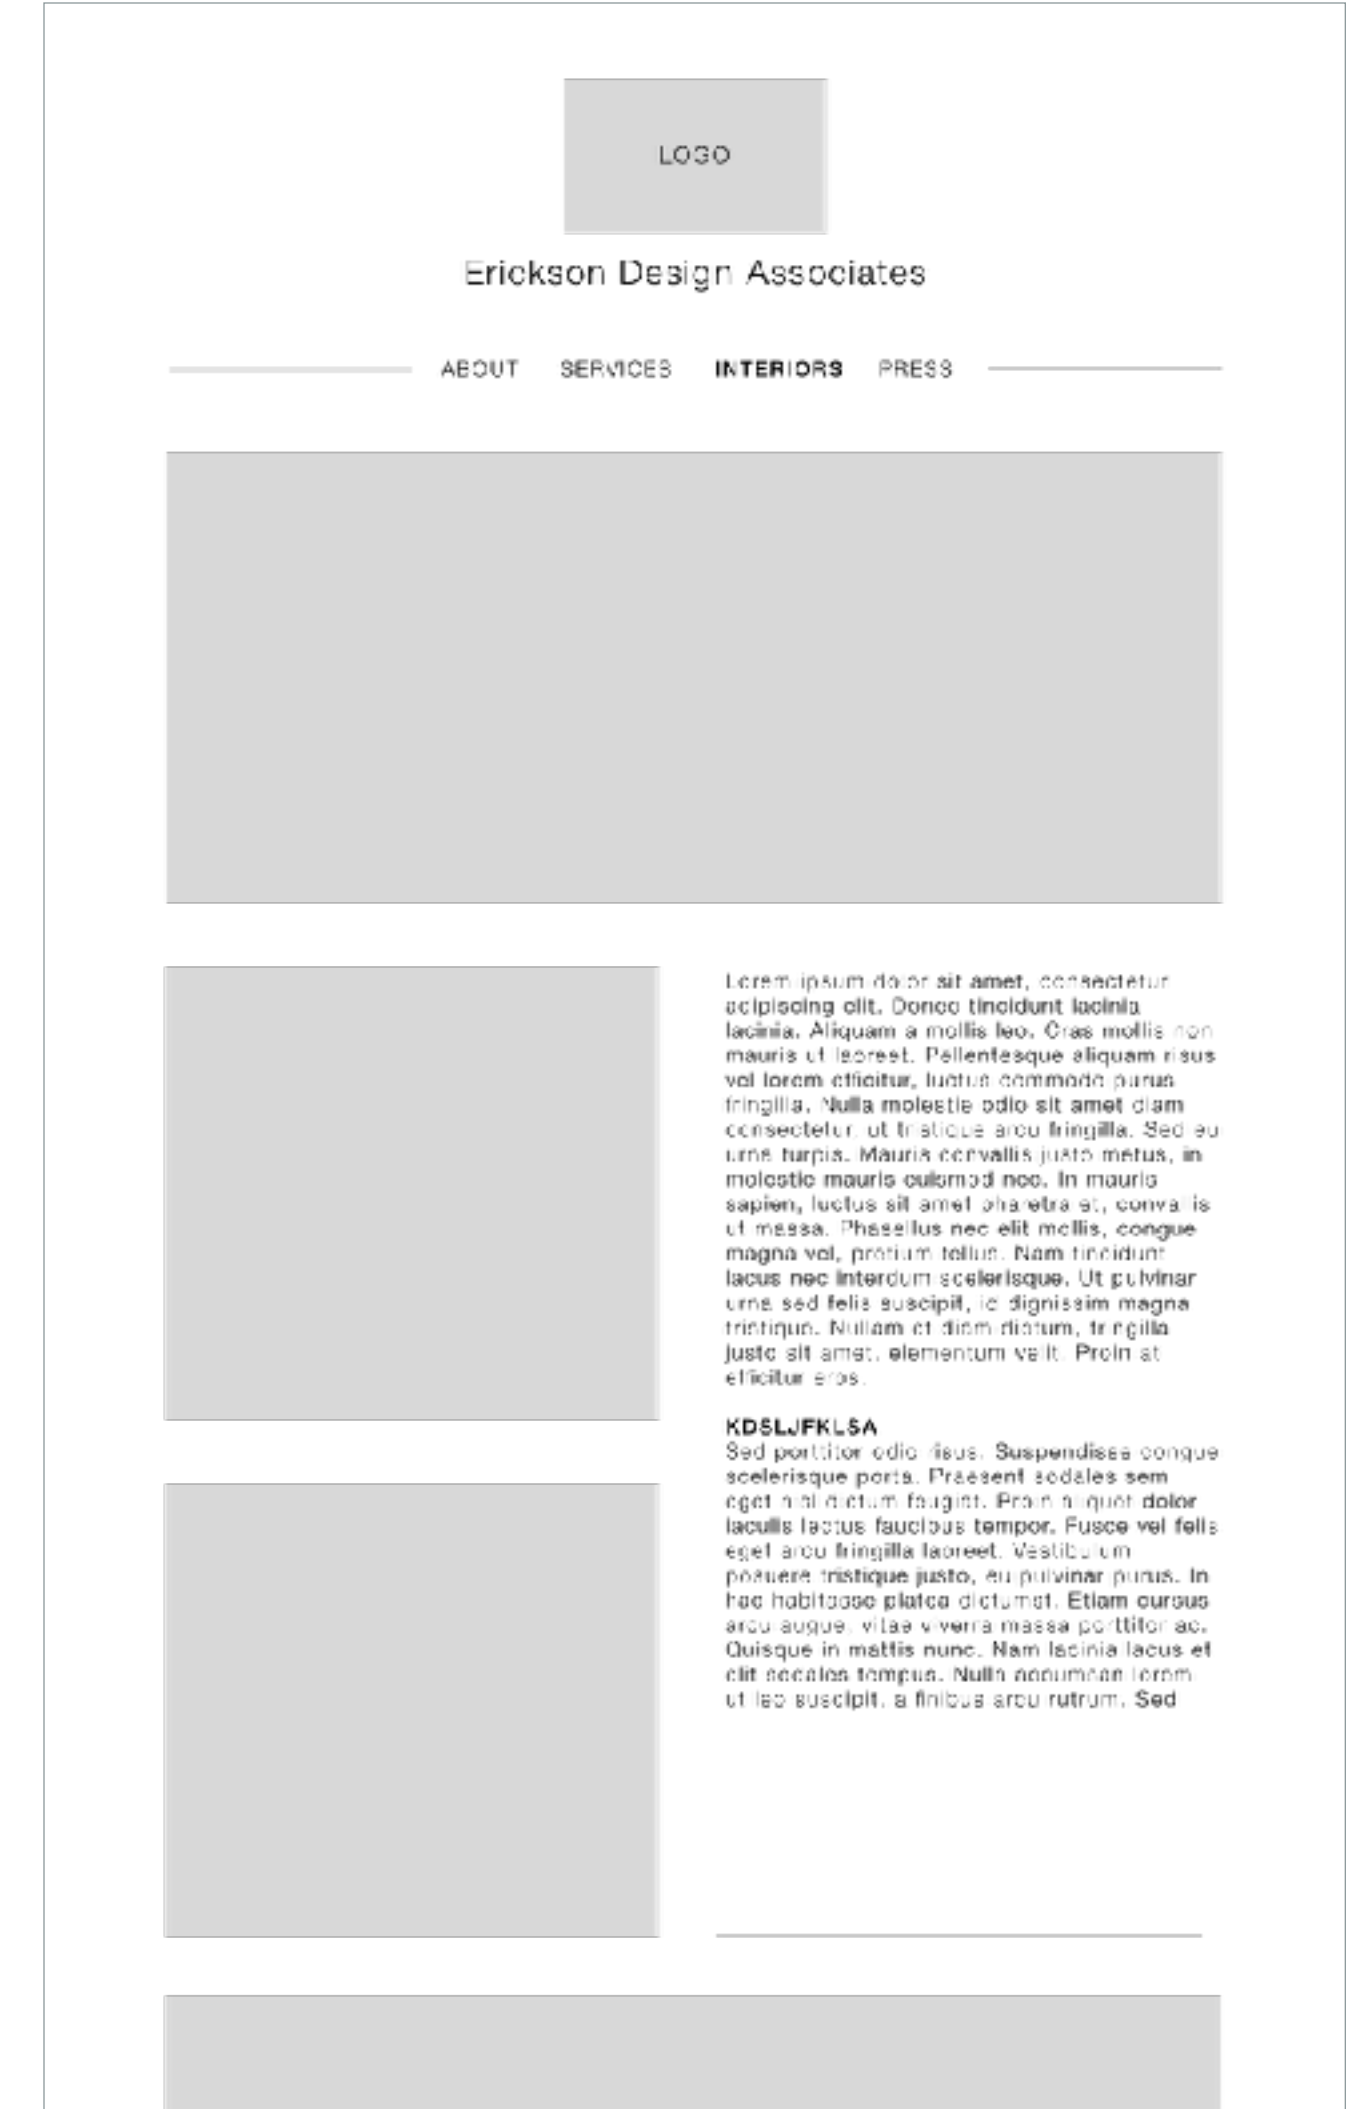 LOGO
Erickson Design Associates
ABOUT SERVICES INTERIORS PRESS
Lorem ipsum dolor sit amet, consectetur
adipiscing elit. Donec tincidunt lacinia
lacinia. Aliquam a mollis leo. Cras mollis non
mauris ut laoreet. Pellentesque aliquam risus
vel lorem efficitur, luctus commodo purus
fringilla. Nulla molestie odio sit amet diam
consectetur, ut tristique arcu fringilla. Sed eu
urna turpis. Mauris convallis justo metus, in
molestie mauris euismod nec. In mauris
sapien, luctus sit amet pharetra et, convallis
ut massa. Phasellus nec elit mollis, congue
magna vel, pretium tellus. Nam tincidunt
lacus nec interdum scelerisque. Ut pulvinar
urna sed felis suscipit, id dignissim magna
tristique. Nullam et diam dictum, fringilla
justo sit amet, elementum velit. Proin at
efficitur eros.
KDSLJFKLSA
Sed porttitor odio risus. Suspendisse congue
scelerisque porta. Praesent sodales sem
eget nisl dictum feugiat. Proin aliquet dolor
iaculis lectus faucibus tempor. Fusce vel felis
eget arcu fringilla laoreet. Vestibulum
posuere tristique justo, eu pulvinar purus. In
hac habitasse platea dictumst. Etiam cursus
arcu augue, vitae viverra massa porttitor ac.
Quisque in mattis nunc. Nam lacinia lacus et
elit sodales tempus. Nulla accumsan lorem
ut leo suscipit, a finibus arcu rutrum. Sed